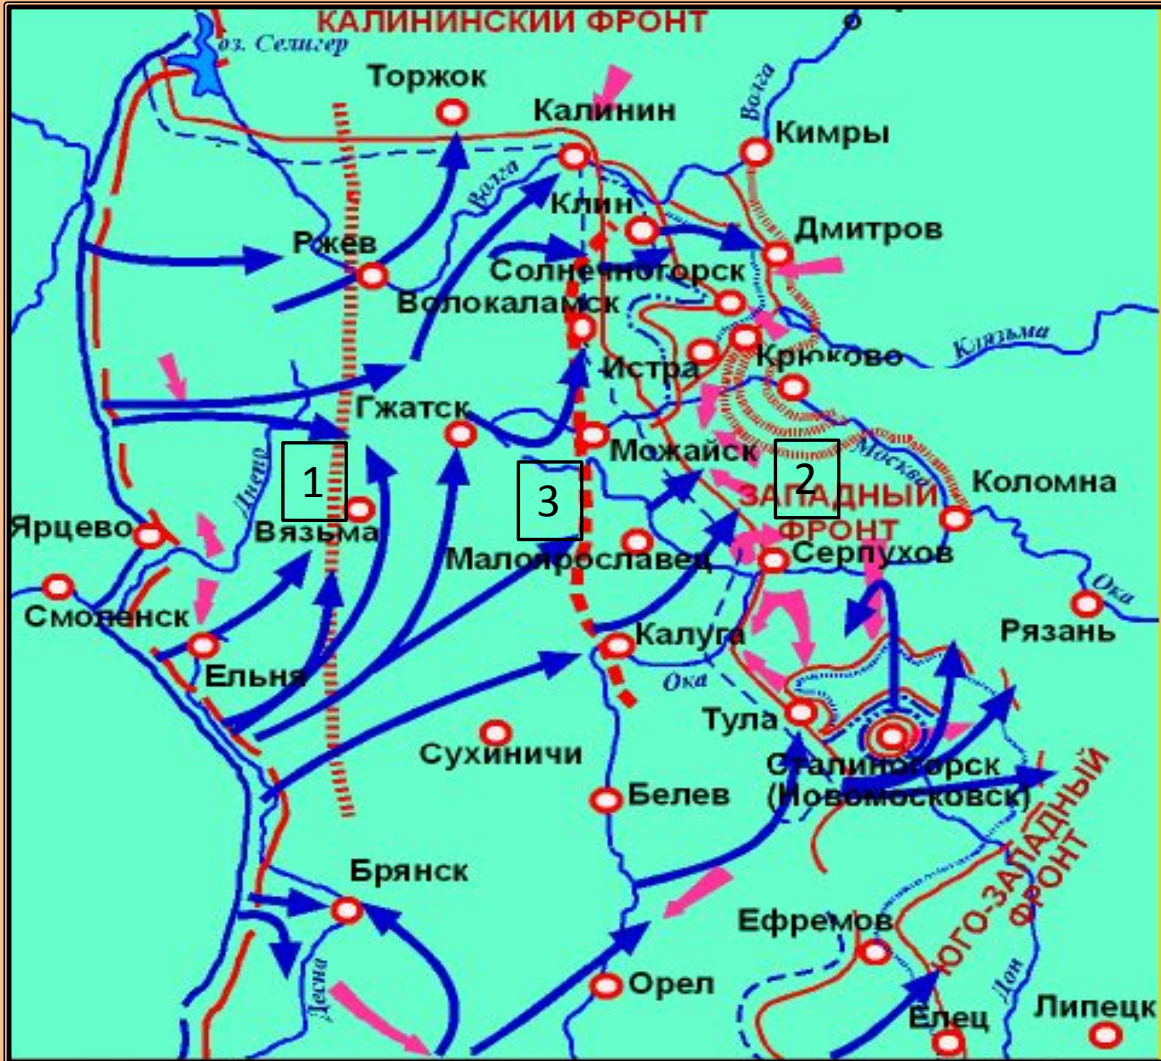 КАЛИНИНСКИЙ ФРОНТ
оз. Селигер
Торжок
Калинин
Волга
Кимры
Волга
Клин
Дмитров
Ржев
Солнечногорск
Волокаламск
Клязьма
Истра
Крюково
Гжатск
Можайск
Москва
1
2
3
Коломна
Днепр
ЗАПАДНЫЙ
ФРОНТ
Ярцево
Вязьма
Малоярославец
Серпухов
Смоленск
Ока
Рязань
Калуга
Ельня
Ока
Тула
Сухиничи
Сталиногорск
(Новомосковск)
Белев
ЮГО-ЗАПАДНЫЙ
ФРОНТ
Брянск
Ефремов
Десна
Орел
Дон
Липецк
Елец